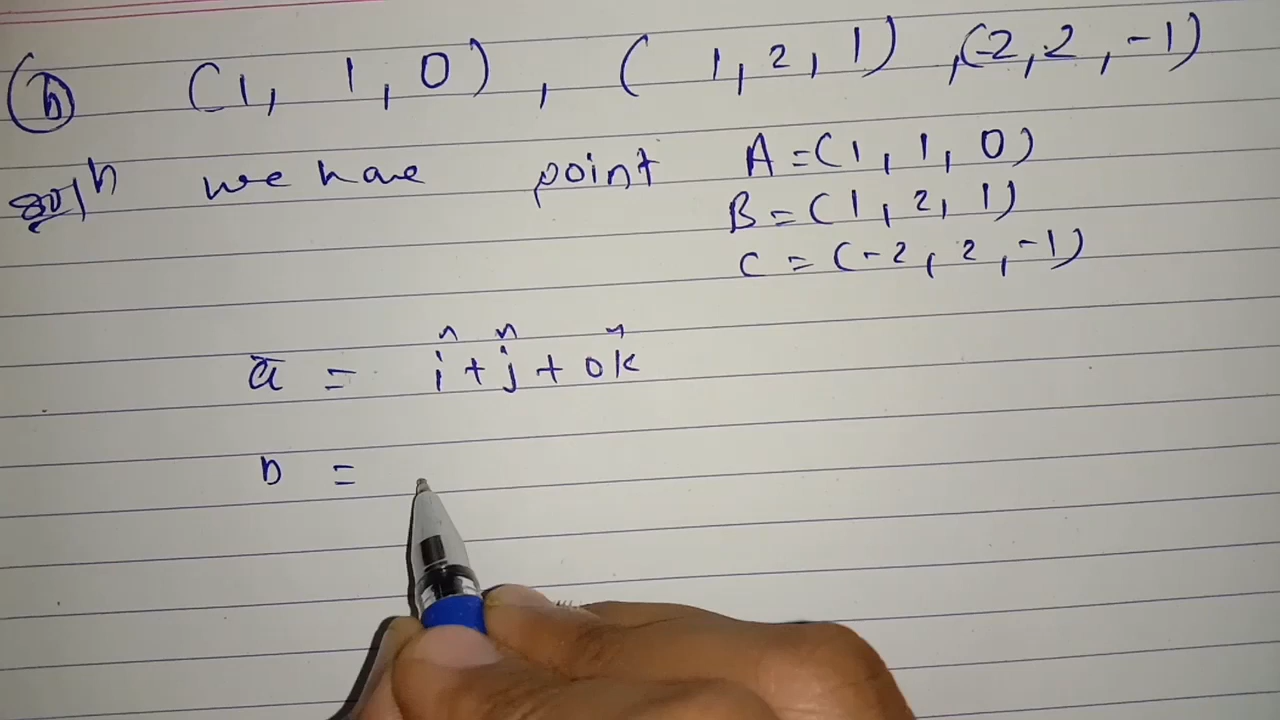 (b) (1, 1, 0), (1, 2, 1), (-2, 2, -1)
solⁿ we have point A = (1, 1, 0)
B = (1, 2, 1)
C = (-2, 2, -1)
a̅ = î + ĵ + 0k̂
b =